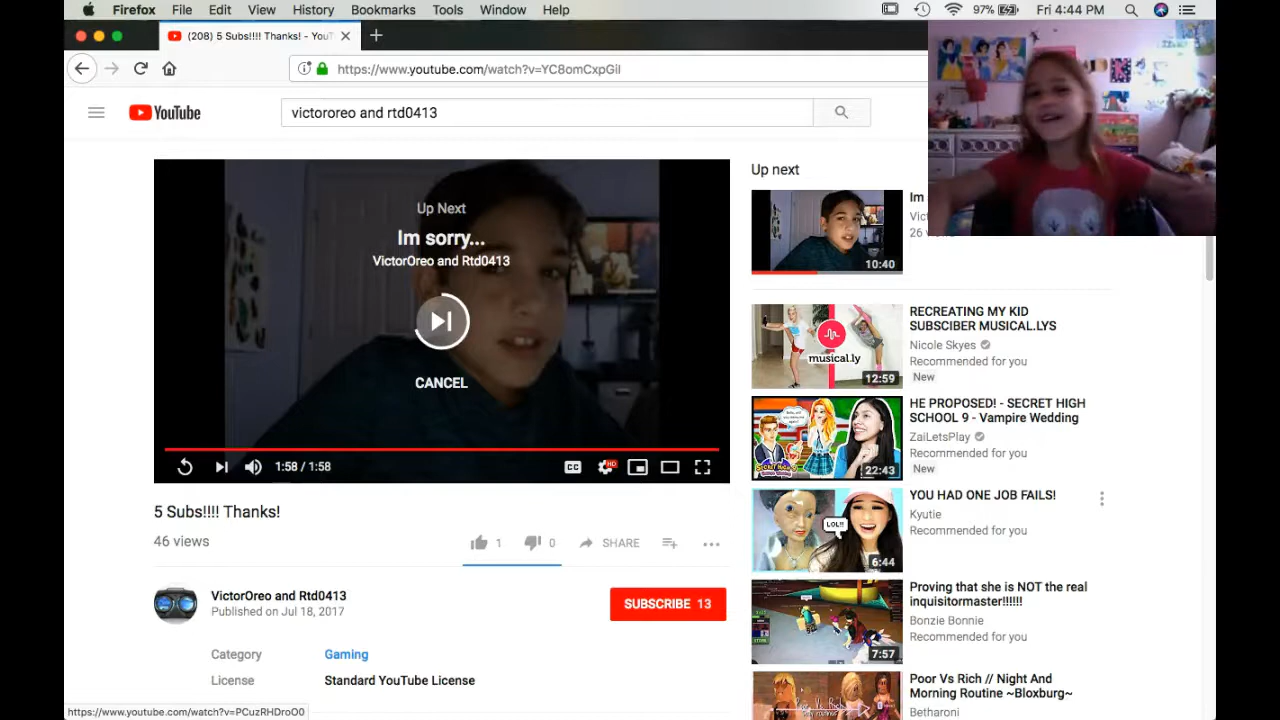 Firefox File Edit View History Bookmarks Tools Window Help 97% Fri 4:44 PM
(208) 5 Subs!!!! Thanks! - YouT
https://www.youtube.com/watch?v=YC8omCxpGiI
YouTube
victororeo and rtd0413
Up next
Up Next
Im sorry...
VictorOreo and Rtd0413
CANCEL
1:58 / 1:58
CC
HD
5 Subs!!!! Thanks!
46 views
1
0
SHARE
VictorOreo and Rtd0413
Published on Jul 18, 2017
SUBSCRIBE 13
Category Gaming
License Standard YouTube License
https://www.youtube.com/watch?v=PCuzRHDroO0
Im
Vic
26 v
10:40
RECREATING MY KID
SUBSCIBER MUSICAL.LYS
Nicole Skyes
Recommended for you
New
musical.ly
12:59
HE PROPOSED! - SECRET HIGH
SCHOOL 9 - Vampire Wedding
ZaiLetsPlay
Recommended for you
New
22:43
YOU HAD ONE JOB FAILS!
Kyutie
Recommended for you
LOL!!
6:44
Proving that she is NOT the real
inquisitormaster!!!!!!
Bonzie Bonnie
Recommended for you
7:57
Poor Vs Rich // Night And
Morning Routine ~Bloxburg~
Betharoni